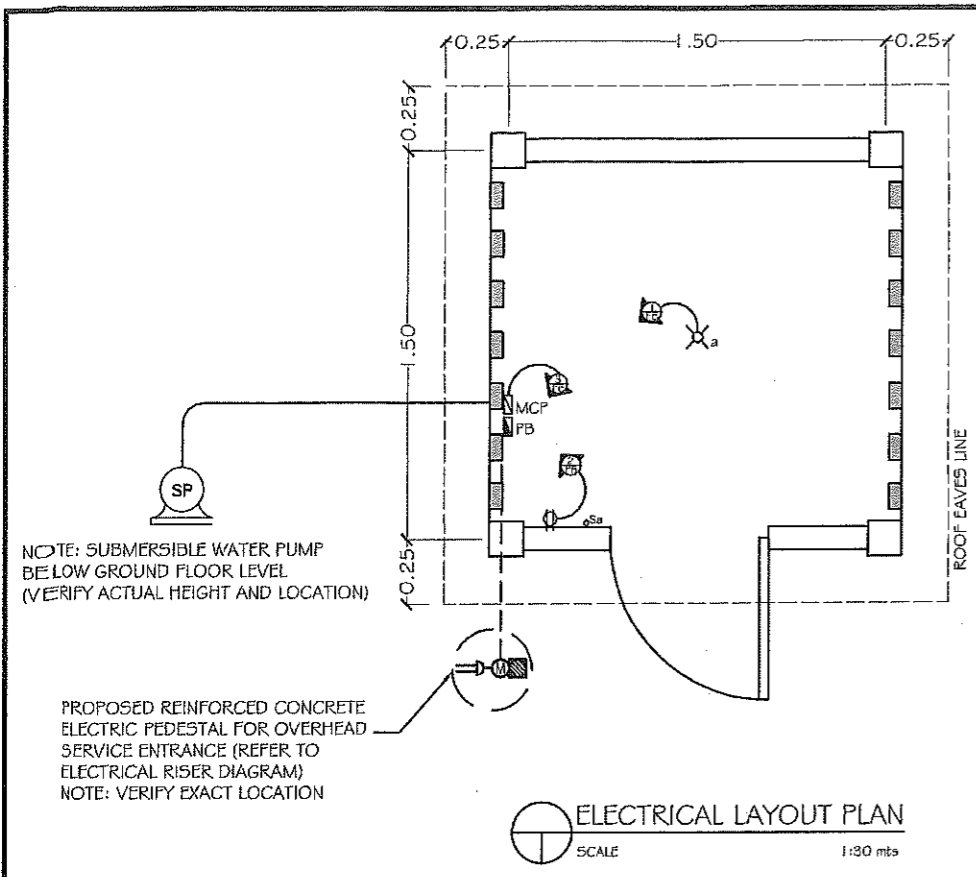 0.25
1.50
0.25
0.25
1.50
0.25
a
MCP
PB
2
Sa
SP
M
ROOF EAVES LINE
NOTE: SUBMERSIBLE WATER PUMP
BELOW GROUND FLOOR LEVEL
(VERIFY ACTUAL HEIGHT AND LOCATION)
PROPOSED REINFORCED CONCRETE
ELECTRIC PEDESTAL FOR OVERHEAD
SERVICE ENTRANCE (REFER TO
ELECTRICAL RISER DIAGRAM)
NOTE: VERIFY EXACT LOCATION
ELECTRICAL LAYOUT PLAN
SCALE 1:30 mts